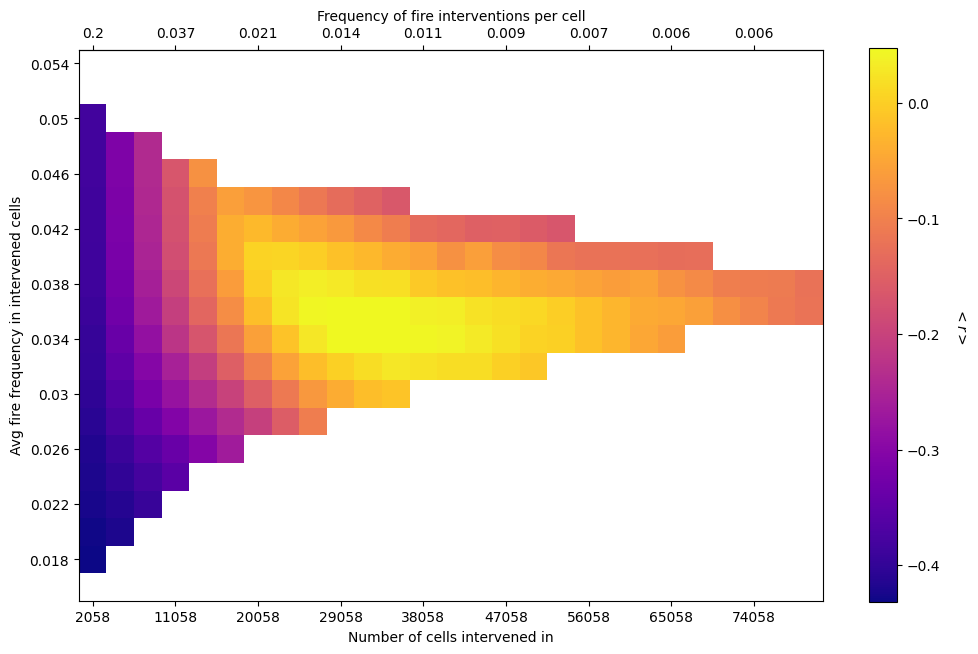 Frequency of fire interventions per cell
0.2 0.037 0.021 0.014 0.011 0.009 0.007 0.006 0.006
0.054
0.05
0.046
0.042
0.038
0.034
0.03
0.026
0.022
0.018
Avg fire frequency in intervened cells
2058 11058 20058 29058 38058 47058 56058 65058 74058
Number of cells intervened in
0.0
−0.1
−0.2
−0.3
−0.4
< r >